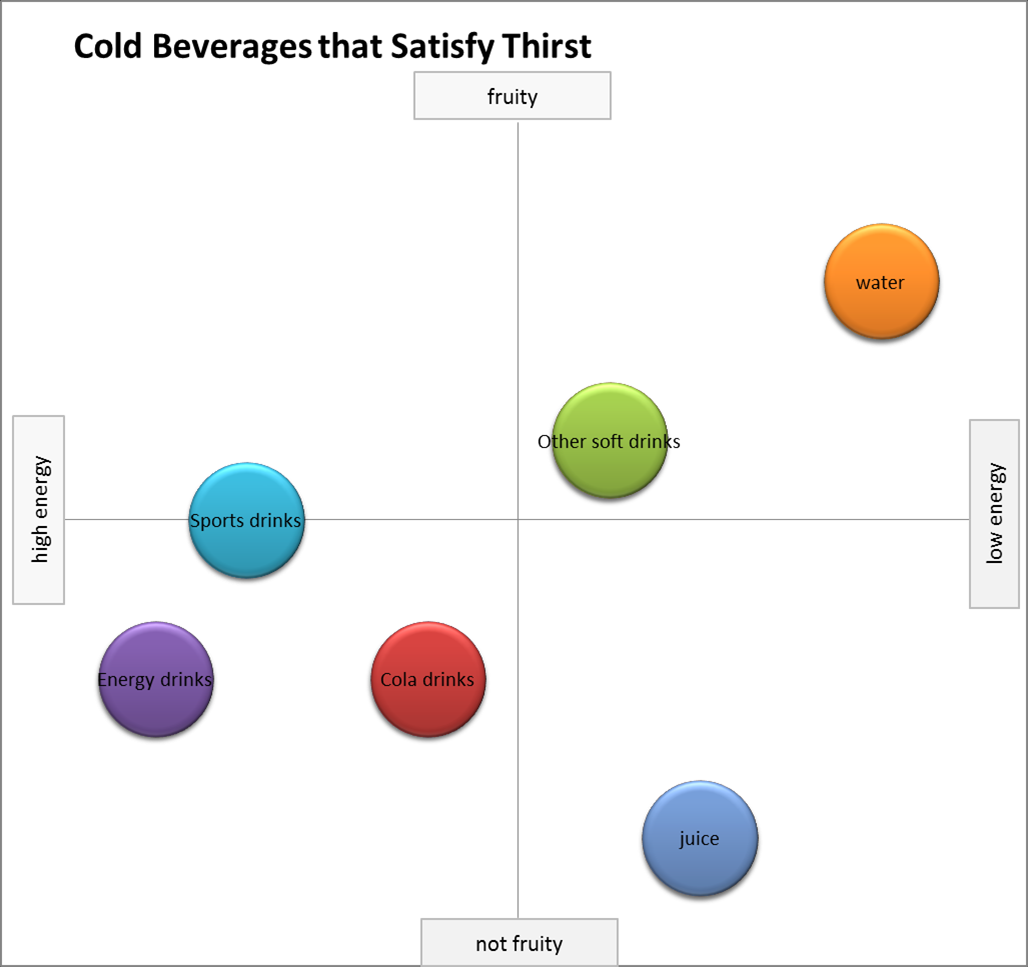 Cold Beverages that Satisfy Thirst
fruity
water
Other soft drinks
high energy
Sports drinks
low energy
Energy drinks
Cola drinks
juice
not fruity